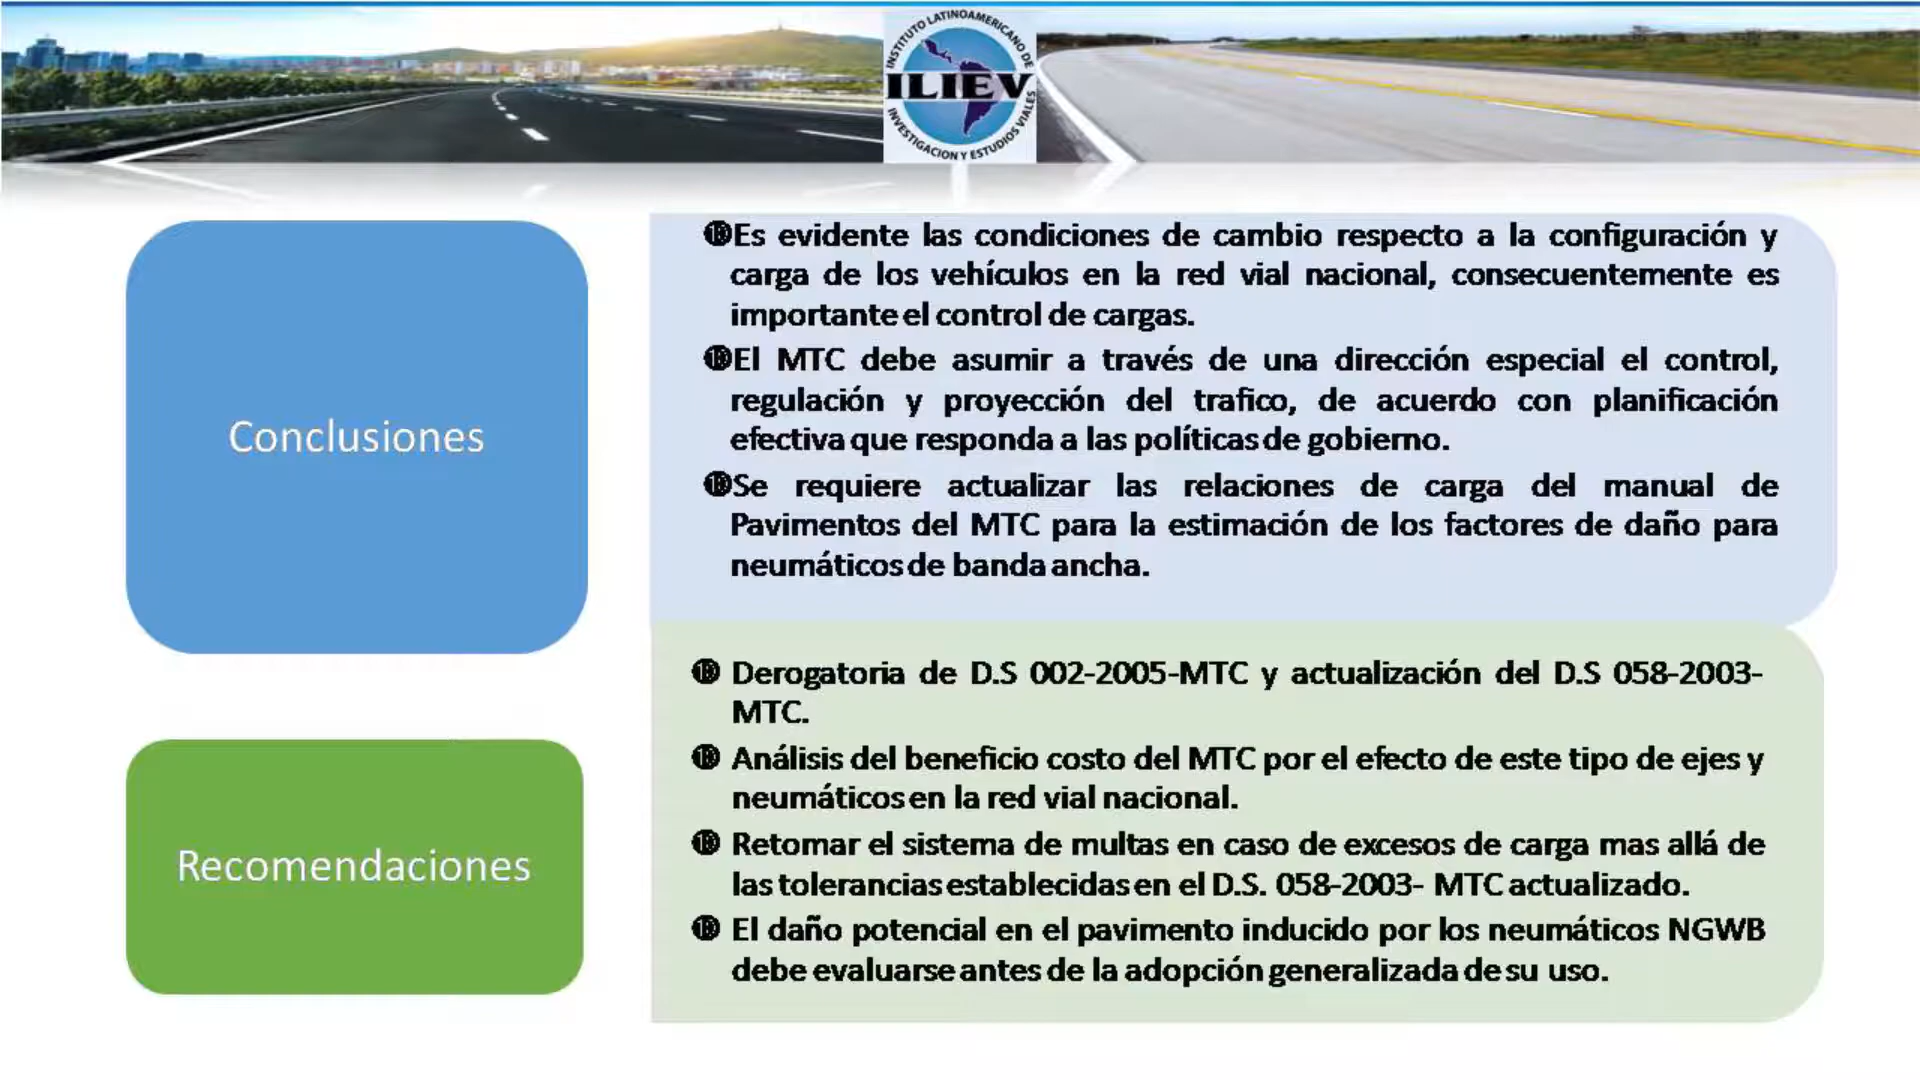 INSTITUTO LATINOAMERICANO DE
ILIEV
INVESTIGACION Y ESTUDIOS VIALES
Conclusiones
Es evidente las condiciones de cambio respecto a la configuración y
carga de los vehículos en la red vial nacional, consecuentemente es
importante el control de cargas.
El MTC debe asumir a través de una dirección especial el control,
regulación y proyección del trafico, de acuerdo con planificación
efectiva que responda a las políticas de gobierno.
Se requiere actualizar las relaciones de carga del manual de
Pavimentos del MTC para la estimación de los factores de daño para
neumáticos de banda ancha.
Recomendaciones
Derogatoria de D.S 002-2005-MTC y actualización del D.S 058-2003-
MTC.
Análisis del beneficio costo del MTC por el efecto de este tipo de ejes y
neumáticos en la red vial nacional.
Retomar el sistema de multas en caso de excesos de carga mas allá de
las tolerancias establecidas en el D.S. 058-2003- MTC actualizado.
El daño potencial en el pavimento inducido por los neumáticos NGWB
debe evaluarse antes de la adopción generalizada de su uso.